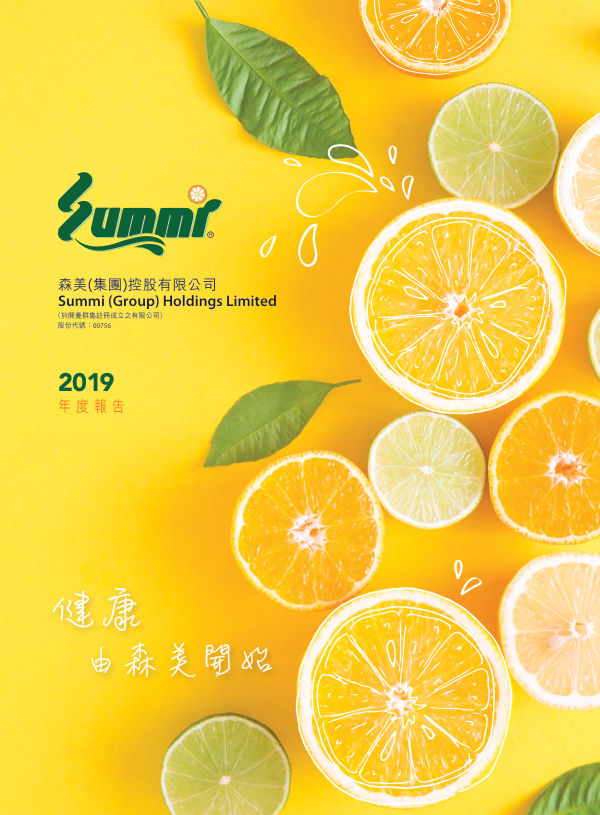 Summi®
森美(集團)控股有限公司
Summi (Group) Holdings Limited
(於開曼群島註冊成立之有限公司)
股份代號：00756
2019
年度報告
健康
由森美開始